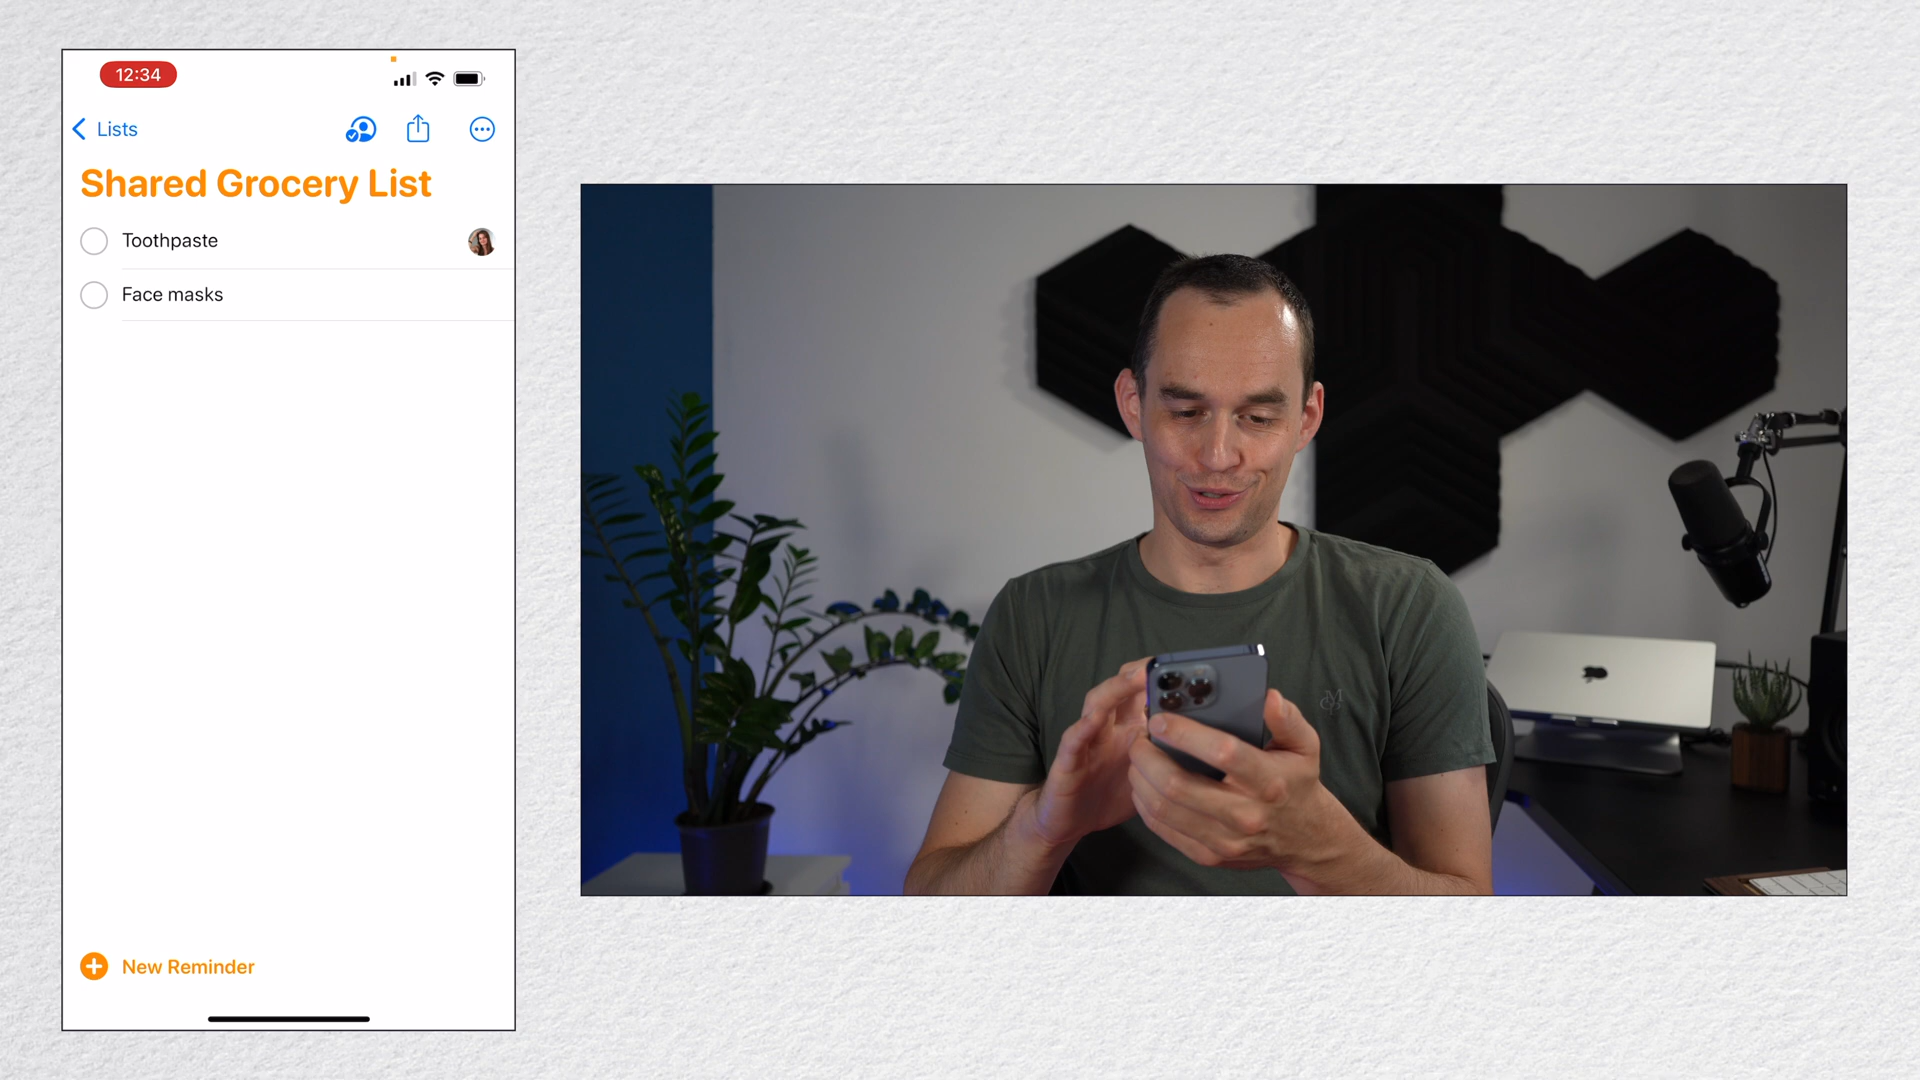 12:34
Lists
Shared Grocery List
Toothpaste
Face masks
New Reminder